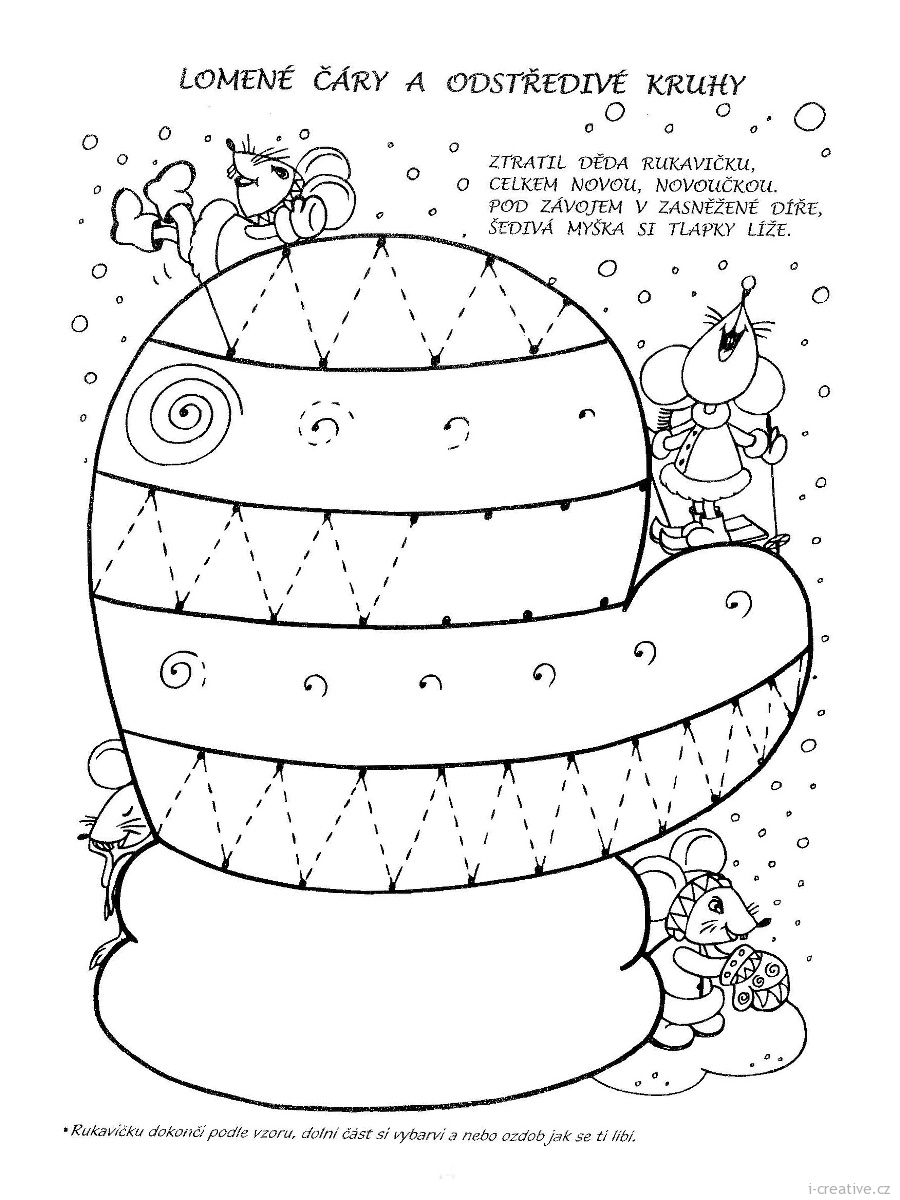 LOMENÉ ČÁRY A ODSTŘEDIVÉ KRUHY
ZTRATIL DĚDA RUKAVIČKU,
CELKEM NOVOU, NOVOUČKOU.
POD ZÁVOJEM V ZASNĚŽENÉ DÍŘE,
ŠEDIVÁ MYŠKA SI TLAPKY LÍŽE.
• Rukavičku dokonči podle vzoru, dolní část si vybarvi a nebo ozdob jak se ti líbí.
i-creative.cz